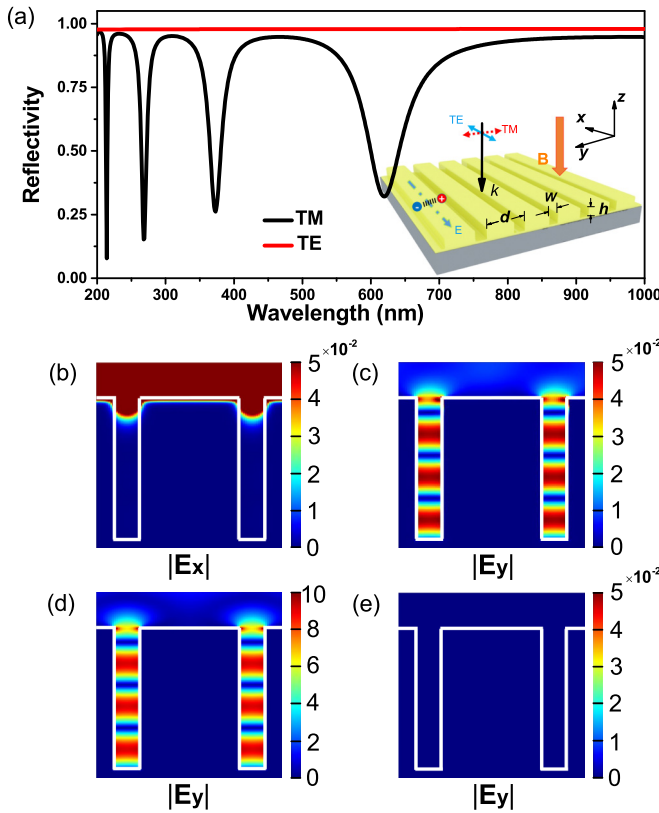 (a)
1.00
0.75
0.50
0.25
0.00
Reflectivity
TM
TE
TE
TM
k
B
x
y
z
E
d
w
h
- +
200 300 400 500 600 700 800 900 1000
Wavelength (nm)
(b)
5×10⁻²
4
3
2
1
0
|Ex|
(c)
5×10⁻²
4
3
2
1
0
|Ey|
(d)
10
8
6
4
2
0
|Ey|
(e)
5×10⁻²
4
3
2
1
0
|Ey|